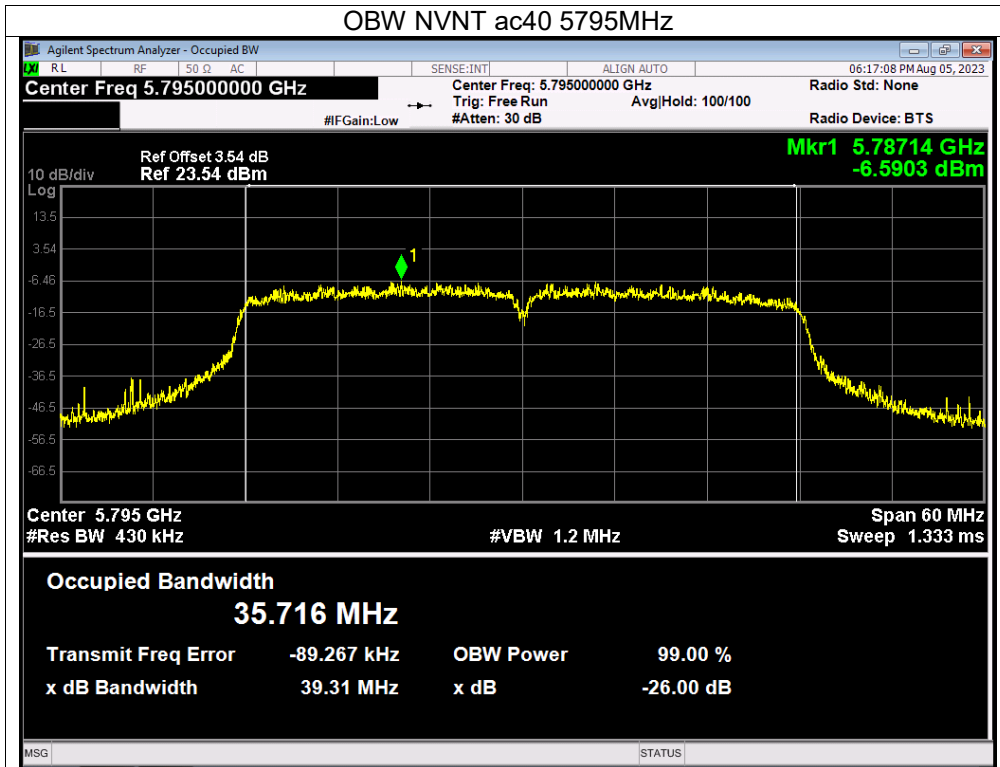 OBW NVNT ac40 5795MHz
Agilent Spectrum Analyzer - Occupied BW
LXI RL RF 50 Ω AC SENSE:INT ALIGN AUTO 06:17:08 PM Aug 05, 2023
Center Freq 5.795000000 GHz Center Freq: 5.795000000 GHz Radio Std: None
Trig: Free Run Avg|Hold: 100/100
#IFGain:Low #Atten: 30 dB Radio Device: BTS
Ref Offset 3.54 dB Mkr1 5.78714 GHz
10 dB/div Ref 23.54 dBm -6.5903 dBm
Log
13.5
3.54
1
-6.46
-16.5
-26.5
-36.5
-46.5
-56.5
-66.5
Center 5.795 GHz Span 60 MHz
#Res BW 430 kHz #VBW 1.2 MHz Sweep 1.333 ms
Occupied Bandwidth
35.716 MHz
Transmit Freq Error -89.267 kHz OBW Power 99.00 %
x dB Bandwidth 39.31 MHz x dB -26.00 dB
MSG STATUS